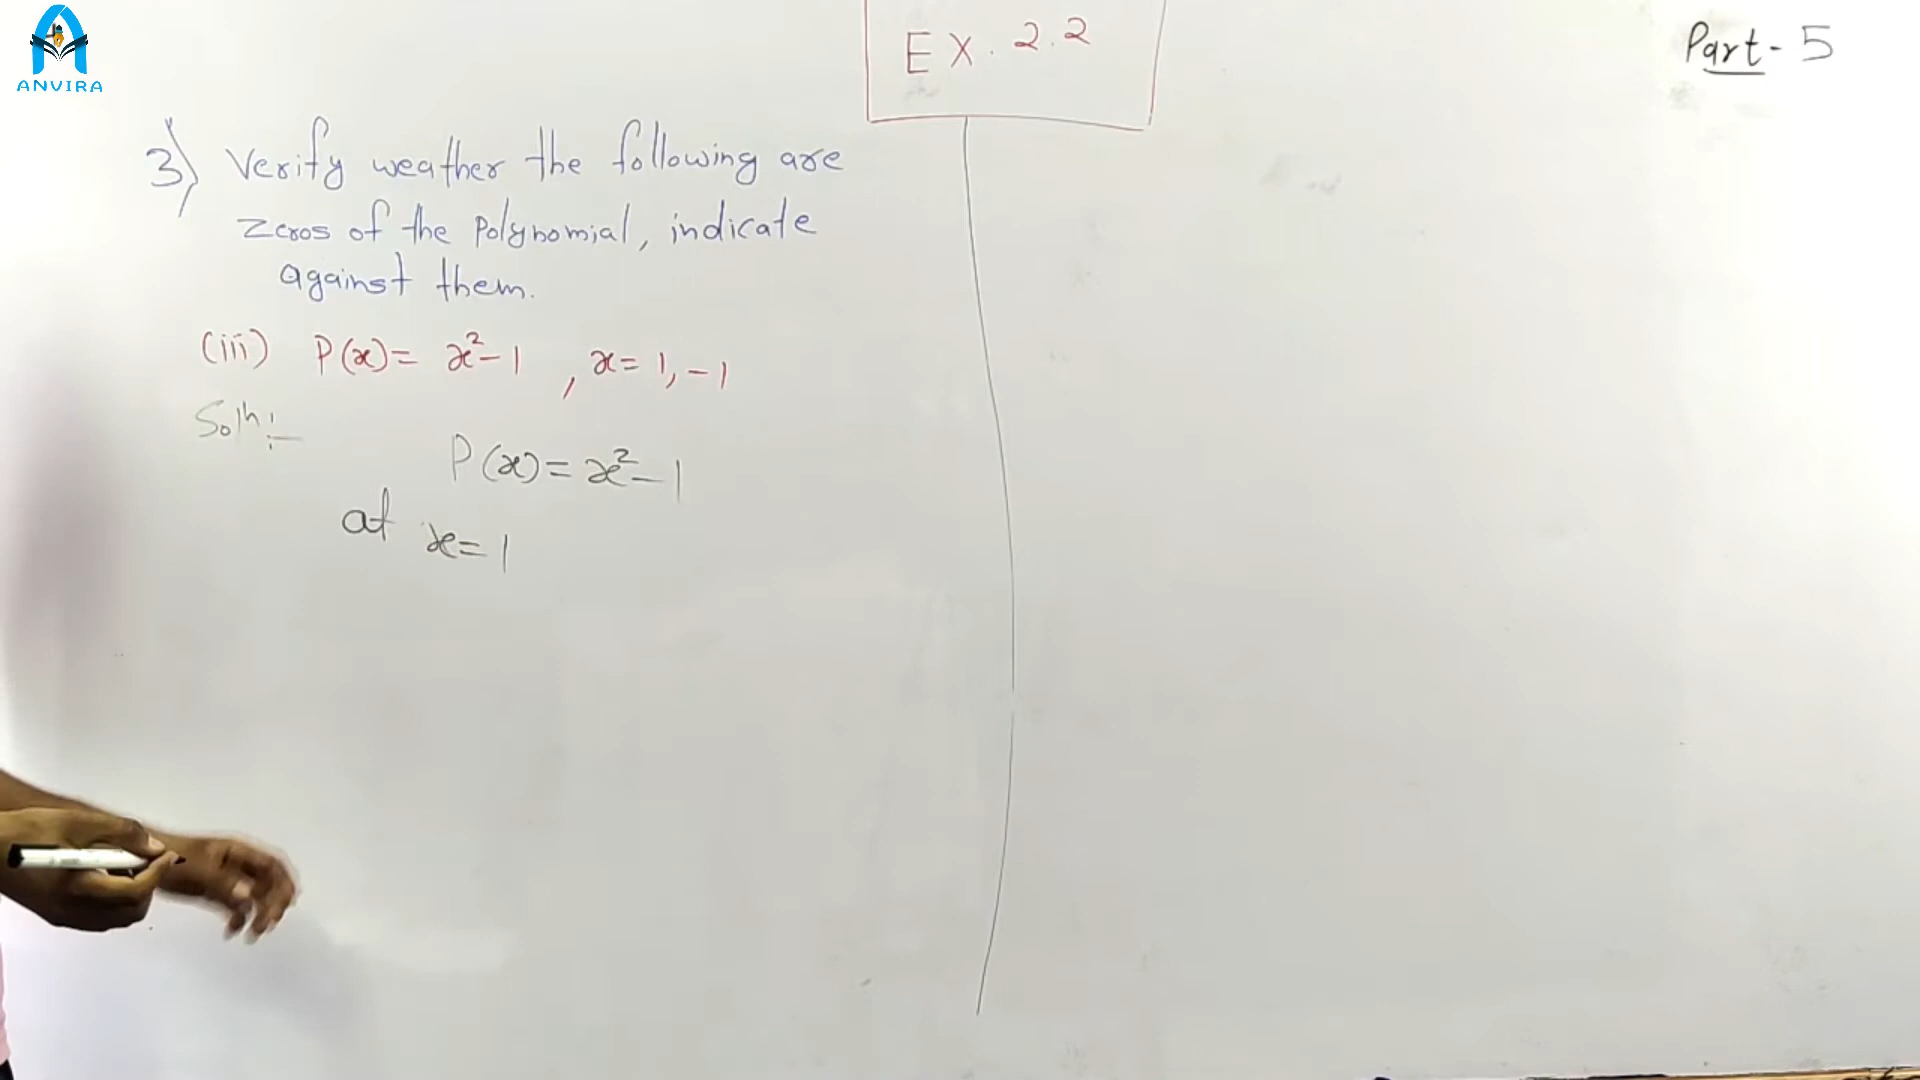 ANVIRA
EX. 2.2
Part - 5
3) Verify weather the following are
zeros of the Polynomial, indicate
against them.
(iii) P(x) = x²-1 , x = 1, -1
Soln:-
P(x) = x²-1
at x = 1